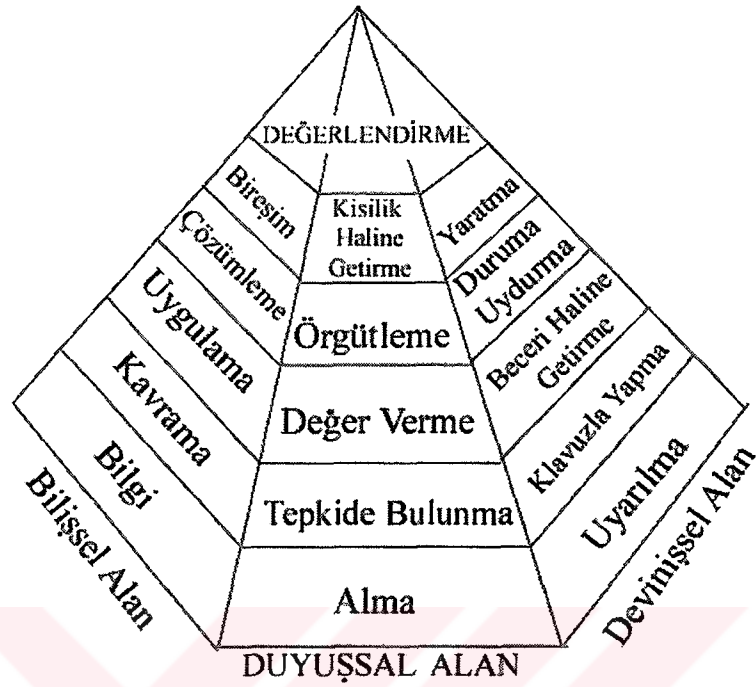 DEĞERLENDİRME
Bireşim
Çözümleme
Uygulama
Kavrama
Bilgi
Bilişsel Alan
Kisilik
Haline
Getirme
Örgütleme
Değer Verme
Tepkide Bulunma
Alma
DUYUŞSAL ALAN
Yaratma
Duruma
Uydurma
Beceri Haline
Getirme
Klavuzla Yapma
Uyarılma
Devinişsel Alan